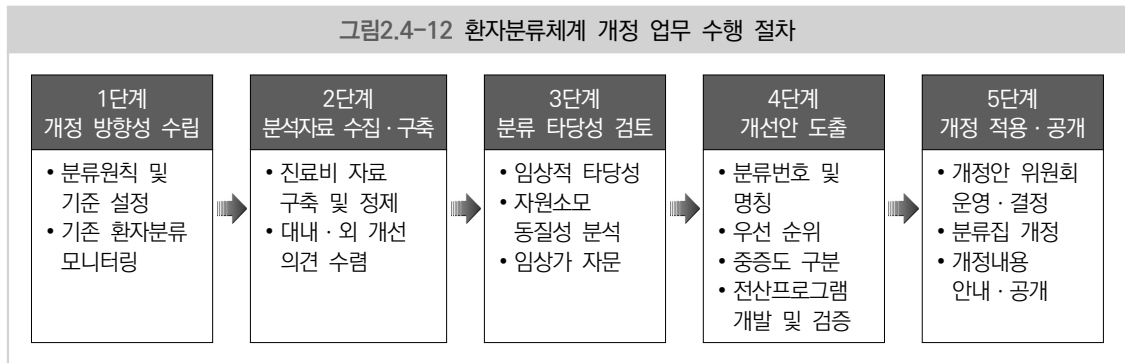 그림2.4-12 환자분류체계 개정 업무 수행 절차
1단계
개정 방향성 수립
• 분류원칙 및
기준 설정
• 기존 환자분류
모니터링
2단계
분석자료 수집·구축
• 진료비 자료
구축 및 정제
• 대내·외 개선
의견 수렴
3단계
분류 타당성 검토
• 임상적 타당성
• 자원소모
동질성 분석
• 임상가 자문
4단계
개선안 도출
• 분류번호 및
명칭
• 우선 순위
• 중증도 구분
• 전산프로그램
개발 및 검증
5단계
개정 적용·공개
• 개정안 위원회
운영·결정
• 분류집 개정
• 개정내용
안내·공개